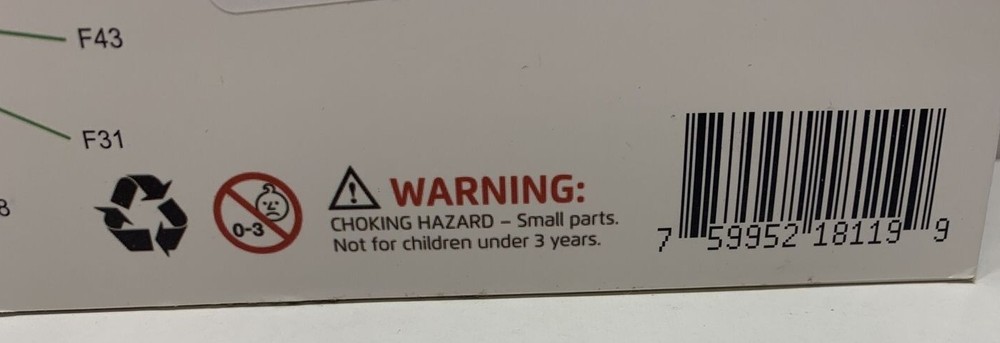 F43
F31
8
0-3
WARNING:
CHOKING HAZARD – Small parts.
Not for children under 3 years.
7 59952 18119 9